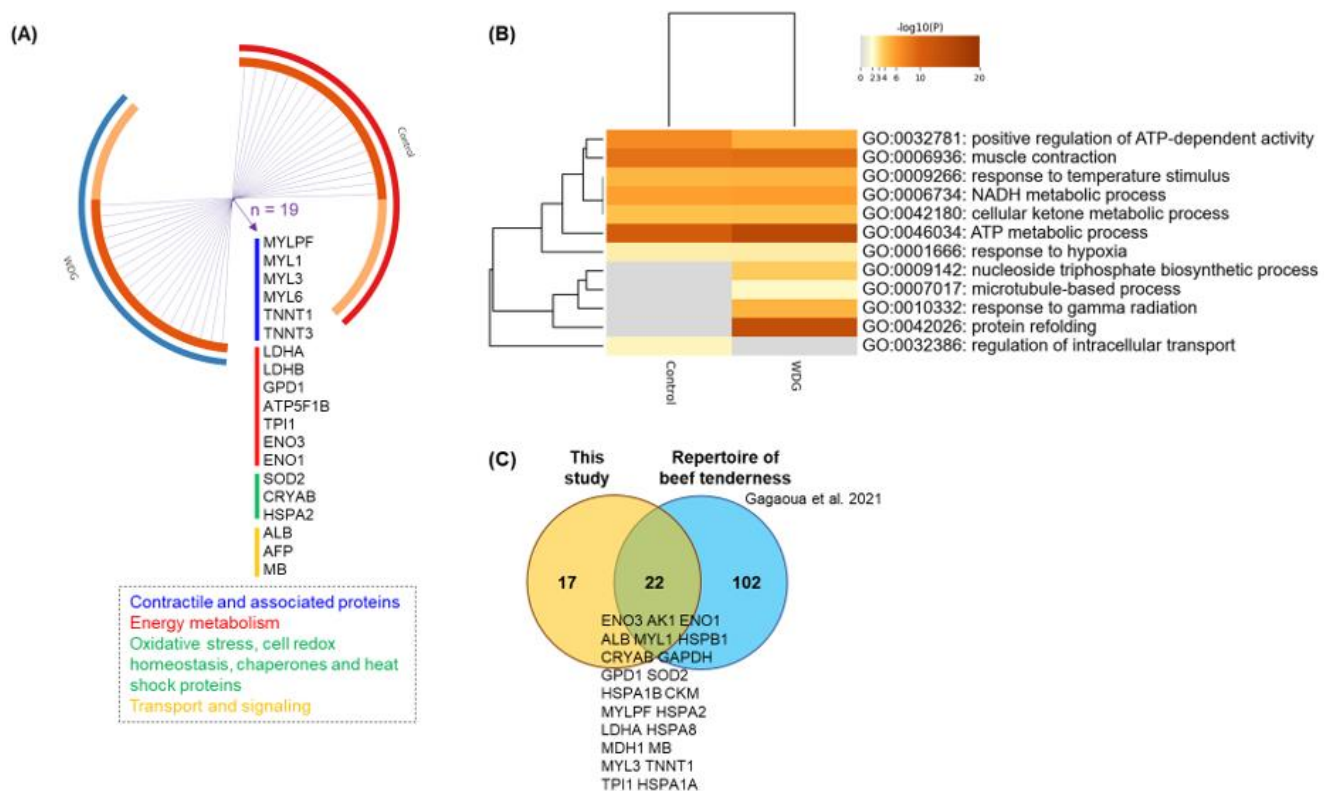 (A)
Control
WDG
n = 19
MYLPF
MYL1
MYL3
MYL6
TNNT1
TNNT3
LDHA
LDHB
GPD1
ATP5F1B
TPI1
ENO3
ENO1
SOD2
CRYAB
HSPA2
ALB
AFP
MB
Contractile and associated proteins
Energy metabolism
Oxidative stress, cell redox
homeostasis, chaperones and heat
shock proteins
Transport and signaling
(B)
-log10(P)
0 2 3 4 6 10 20
GO:0032781: positive regulation of ATP-dependent activity
GO:0006936: muscle contraction
GO:0009266: response to temperature stimulus
GO:0006734: NADH metabolic process
GO:0042180: cellular ketone metabolic process
GO:0046034: ATP metabolic process
GO:0001666: response to hypoxia
GO:0009142: nucleoside triphosphate biosynthetic process
GO:0007017: microtubule-based process
GO:0010332: response to gamma radiation
GO:0042026: protein refolding
GO:0032386: regulation of intracellular transport
Control
WDG
(C)
This
study
Repertoire of
beef tenderness
Gagaoua et al. 2021
17
22
102
ENO3 AK1 ENO1
ALB MYL1 HSPB1
CRYAB GAPDH
GPD1 SOD2
HSPA1B CKM
MYLPF HSPA2
LDHA HSPA8
MDH1 MB
MYL3 TNNT1
TPI1 HSPA1A